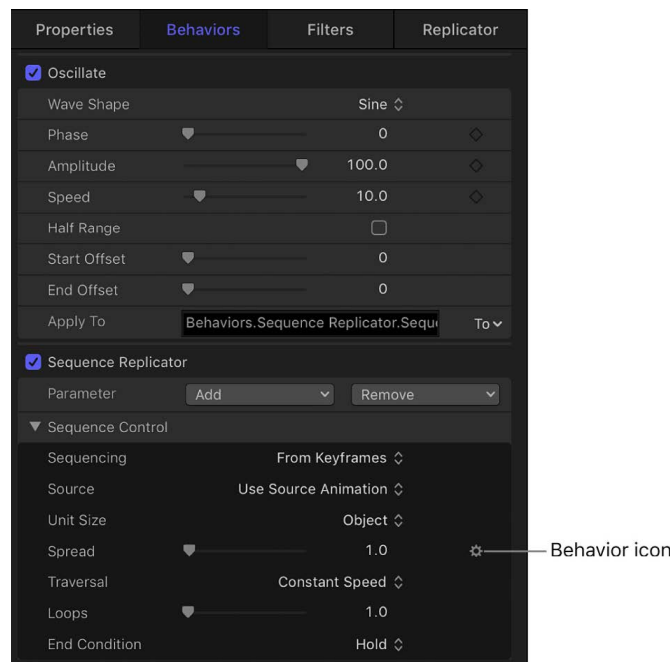 Properties Behaviors Filters Replicator
Oscillate
Wave Shape Sine
Phase 0
Amplitude 100.0
Speed 10.0
Half Range
Start Offset 0
End Offset 0
Apply To Behaviors.Sequence Replicator.Sequ To
Sequence Replicator
Parameter Add Remove
Sequence Control
Sequencing From Keyframes
Source Use Source Animation
Unit Size Object
Spread 1.0 Behavior icon
Traversal Constant Speed
Loops 1.0
End Condition Hold